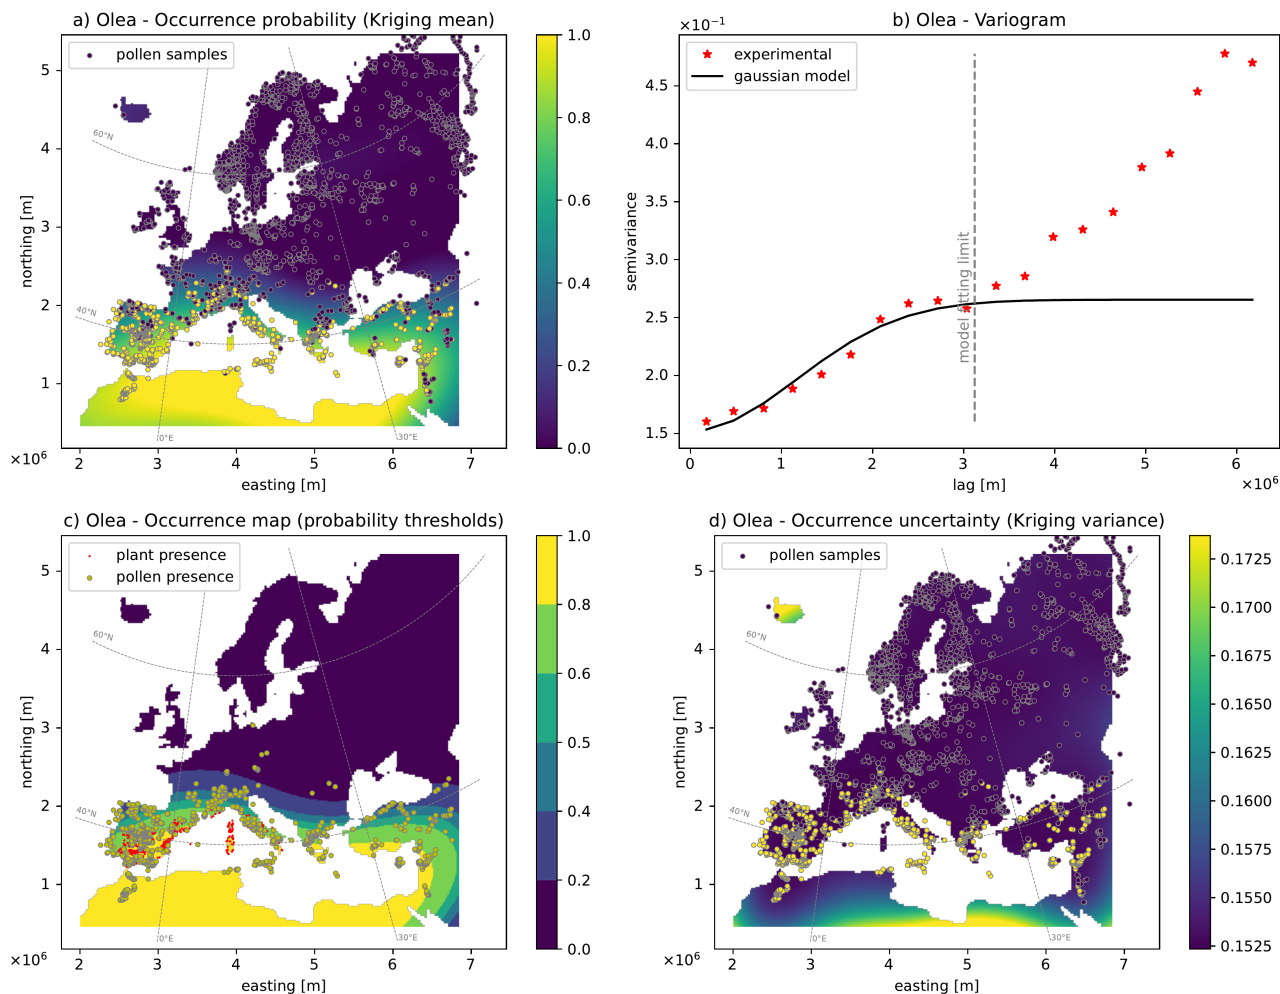 a) Olea - Occurrence probability (Kriging mean)
pollen samples
northing [m]
5
4
3
2
1
60°N
40°N
0°E
30°E
×10⁶
2 3 4 5 6 7
easting [m]
1.0
0.8
0.6
0.4
0.2
0.0
b) Olea - Variogram
×10⁻¹
experimental
gaussian model
semivariance
4.5
4.0
3.5
3.0
2.5
2.0
1.5
model fitting limit
0 1 2 3 4 5 6
lag [m]
×10⁶
c) Olea - Occurrence map (probability thresholds)
plant presence
pollen presence
northing [m]
5
4
3
2
1
60°N
40°N
0°E
30°E
×10⁶
2 3 4 5 6 7
easting [m]
1.0
0.8
0.6
0.5
0.4
0.2
0.0
d) Olea - Occurrence uncertainty (Kriging variance)
pollen samples
northing [m]
5
4
3
2
1
60°N
40°N
0°E
30°E
×10⁶
2 3 4 5 6 7
easting [m]
0.1725
0.1700
0.1675
0.1650
0.1625
0.1600
0.1575
0.1550
0.1525